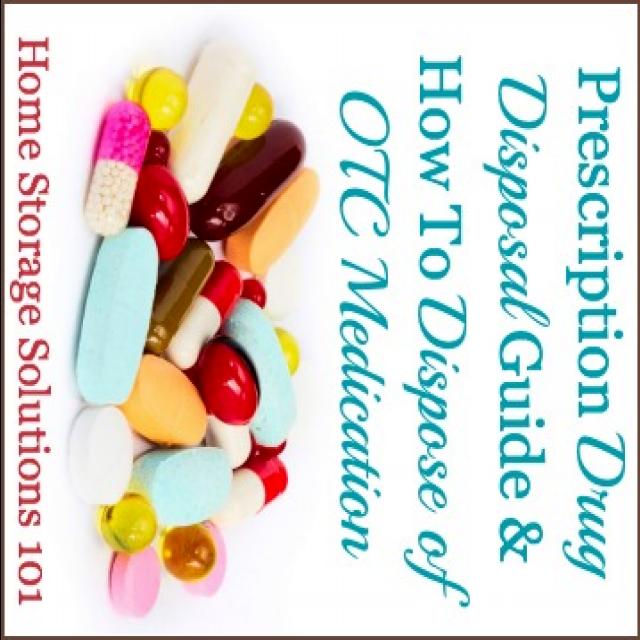 Prescription Drug
Disposal Guide &
How To Dispose of
OTC Medication
Home Storage Solutions 101